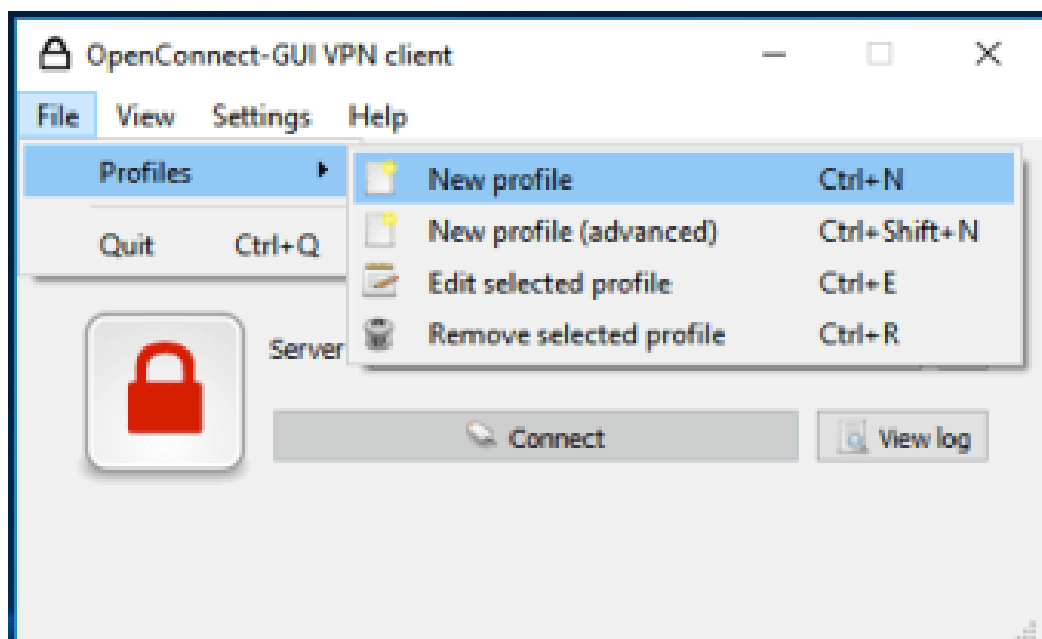 OpenConnect-GUI VPN client
File View Settings Help
Profiles
New profile Ctrl+N
New profile (advanced) Ctrl+Shift+N
Quit Ctrl+Q
Edit selected profile Ctrl+E
Remove selected profile Ctrl+R
Server
Connect View log